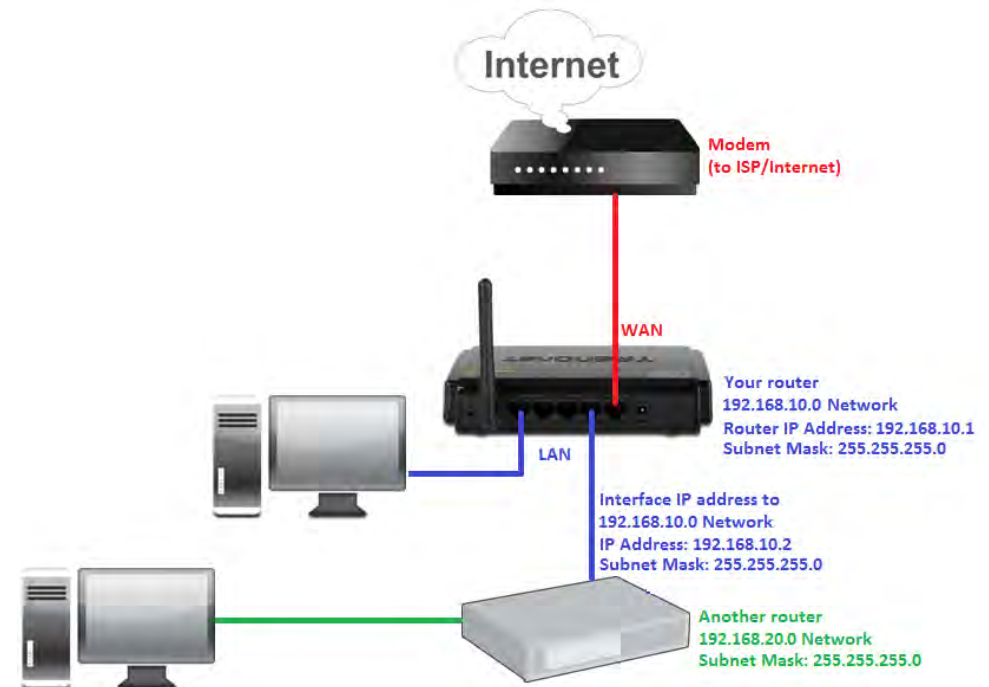 Internet
Modem
(to ISP/Internet)
WAN
TRENDNET
Your router
192.168.10.0 Network
Router IP Address: 192.168.10.1
Subnet Mask: 255.255.255.0
LAN
Interface IP address to
192.168.10.0 Network
IP Address: 192.168.10.2
Subnet Mask: 255.255.255.0
Another router
192.168.20.0 Network
Subnet Mask: 255.255.255.0